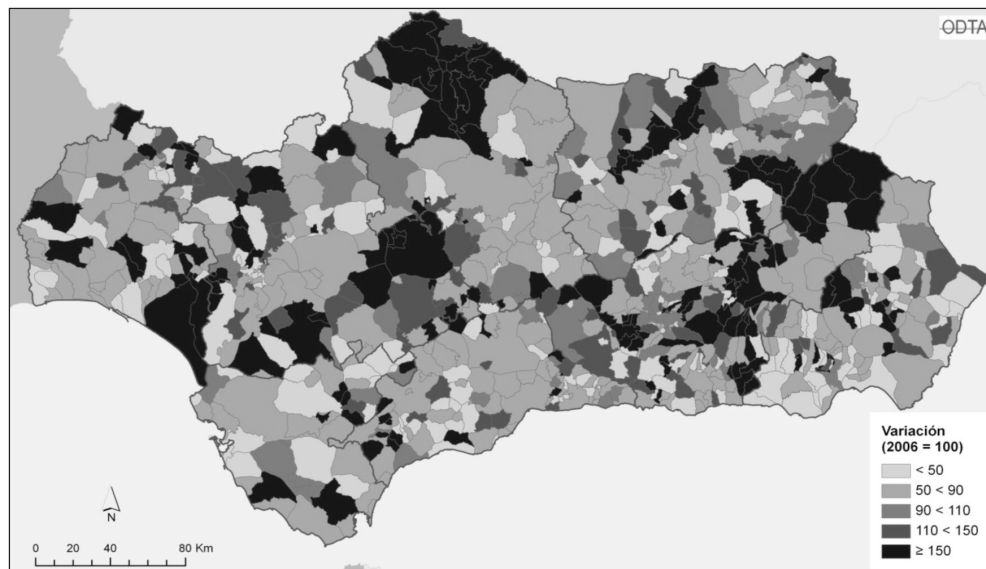 ODTA
Variación
(2006 = 100)
< 50
50 < 90
90 < 110
110 < 150
≥ 150
N
0 20 40 80 Km